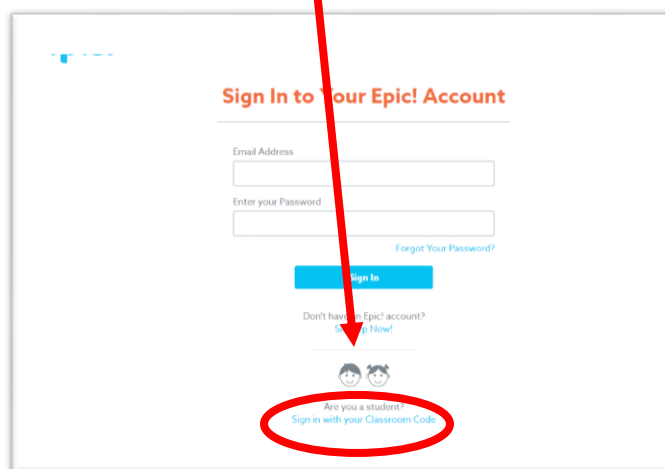 Sign In to Your Epic! Account
Email Address
Enter your Password
Forgot Your Password?
Sign In
Don't have an Epic! account?
Sign Up Now!
Are you a student?
Sign in with your Classroom Code